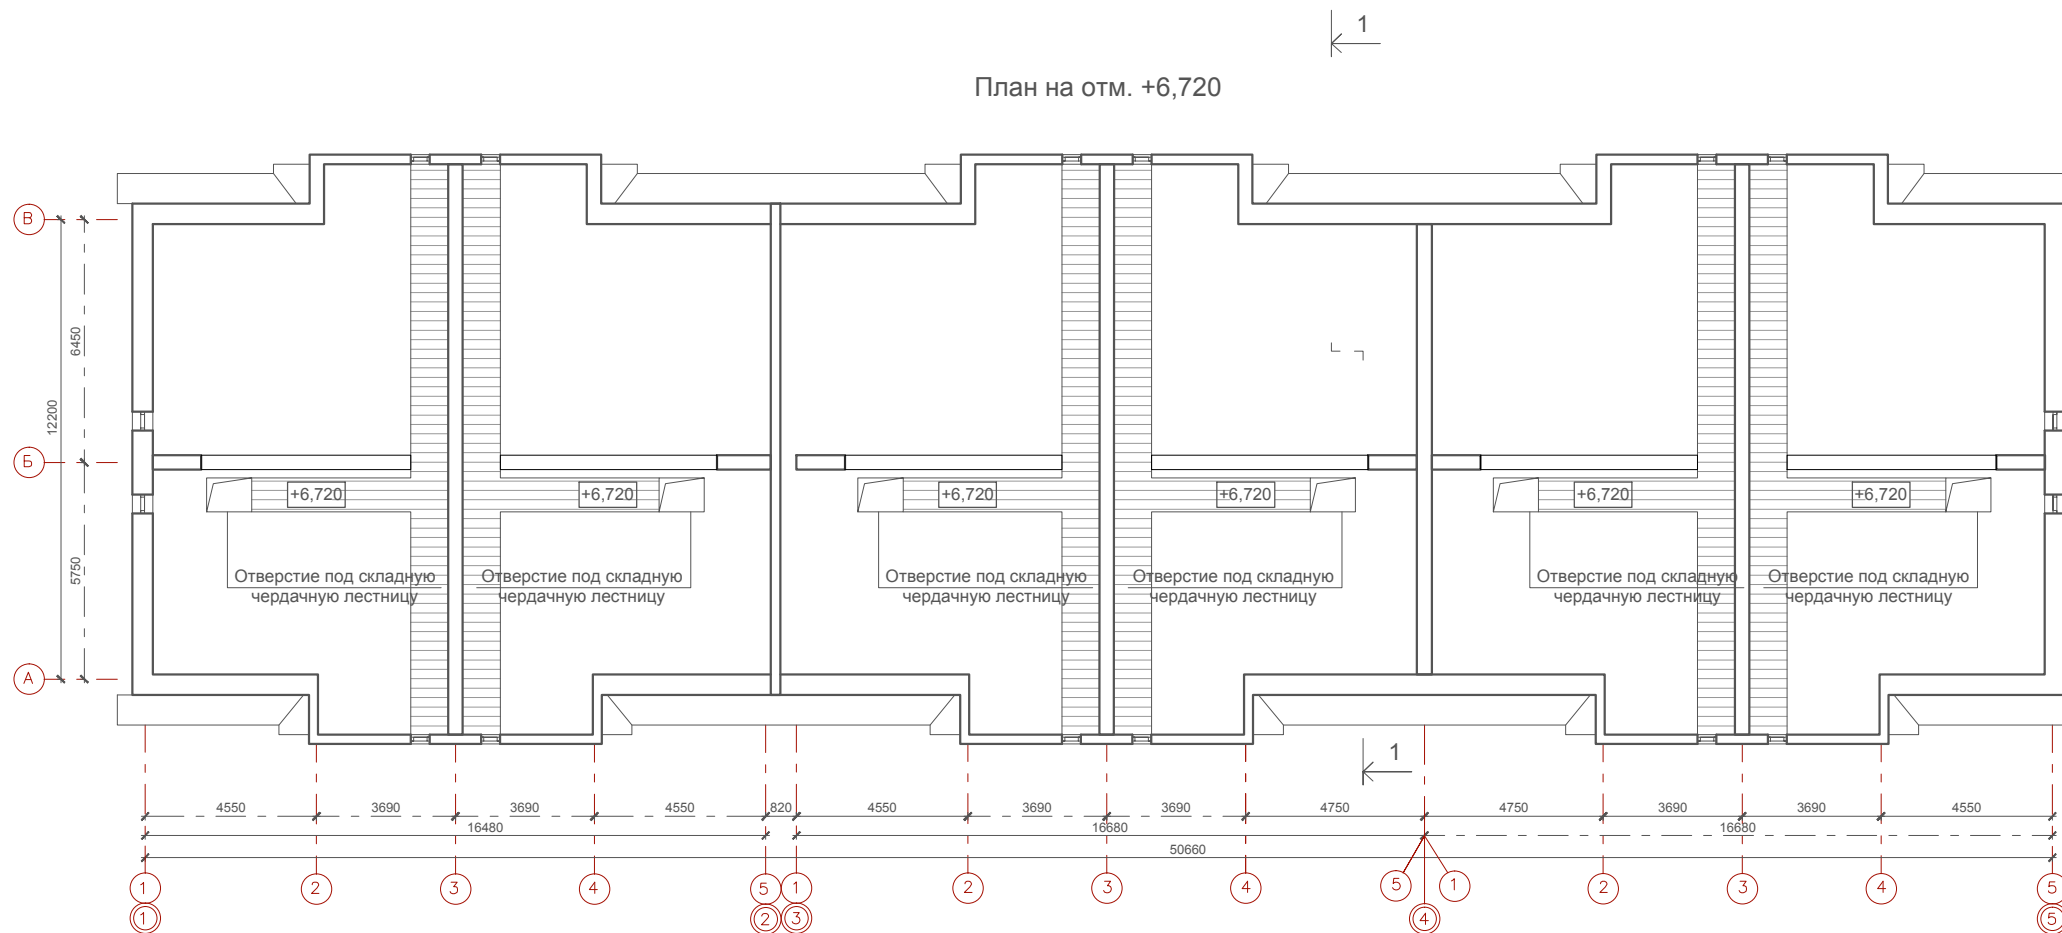 1
План на отм. +6,720
В
6450
12200
Б
+6,720
+6,720
+6,720
+6,720
+6,720
+6,720
5750
Отверстие под складную
чердачную лестницу
Отверстие под складную
чердачную лестницу
Отверстие под складную
чердачную лестницу
Отверстие под складную
чердачную лестницу
Отверстие под складную
чердачную лестницу
Отверстие под складную
чердачную лестницу
А
1
4550 3690 3690 4550 820 4550 3690 3690 4750 4750 3690 3690 4550
16480 16680 16680
50660
1 2 3 4 5 1 2 3 4 5 1 2 3 4 5
1 2 3 4 5